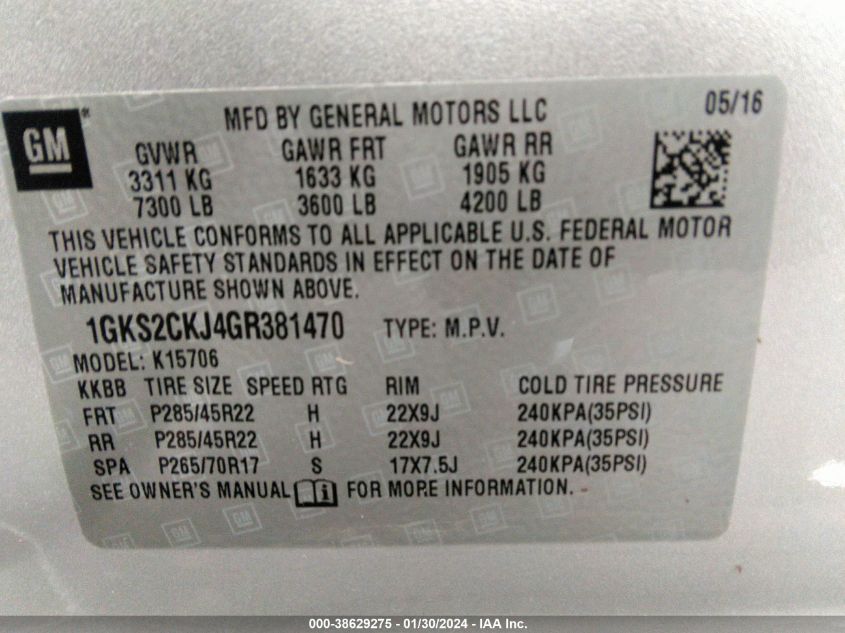 MFD BY GENERAL MOTORS LLC 05/16
GM®
GVWR GAWR FRT GAWR RR
3311 KG 1633 KG 1905 KG
7300 LB 3600 LB 4200 LB
THIS VEHICLE CONFORMS TO ALL APPLICABLE U.S. FEDERAL MOTOR
VEHICLE SAFETY STANDARDS IN EFFECT ON THE DATE OF
MANUFACTURE SHOWN ABOVE.
1GKS2CKJ4GR381470 TYPE: M.P.V.
MODEL: K15706
KKBB TIRE SIZE SPEED RTG RIM COLD TIRE PRESSURE
FRT P285/45R22 H 22X9J 240KPA(35PSI)
RR P285/45R22 H 22X9J 240KPA(35PSI)
SPA P265/70R17 S 17X7.5J 240KPA(35PSI)
SEE OWNER'S MANUAL FOR MORE INFORMATION.
000-38629275 - 01/30/2024 - IAA Inc.